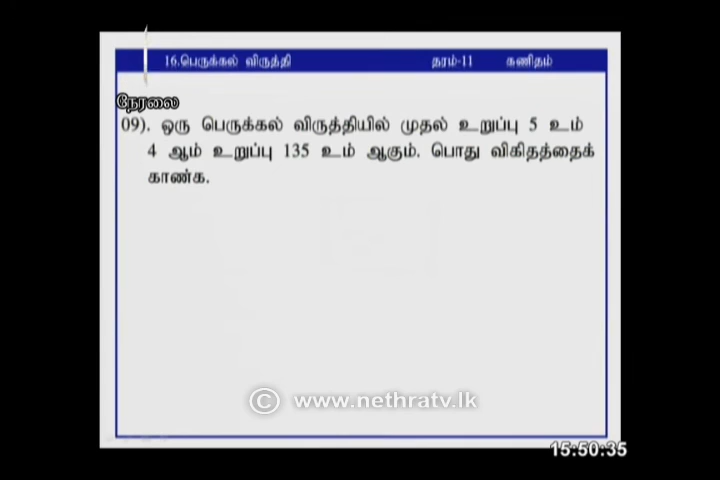 16.பெருக்கல் விருத்தி தரம்-11 கணிதம்
நேரலை
09). ஒரு பெருக்கல் விருத்தியில் முதல் உறுப்பு 5 உம்
4 ஆம் உறுப்பு 135 உம் ஆகும். பொது விகிதத்தைக்
காண்க.
© www.nethratv.lk
15:50:35